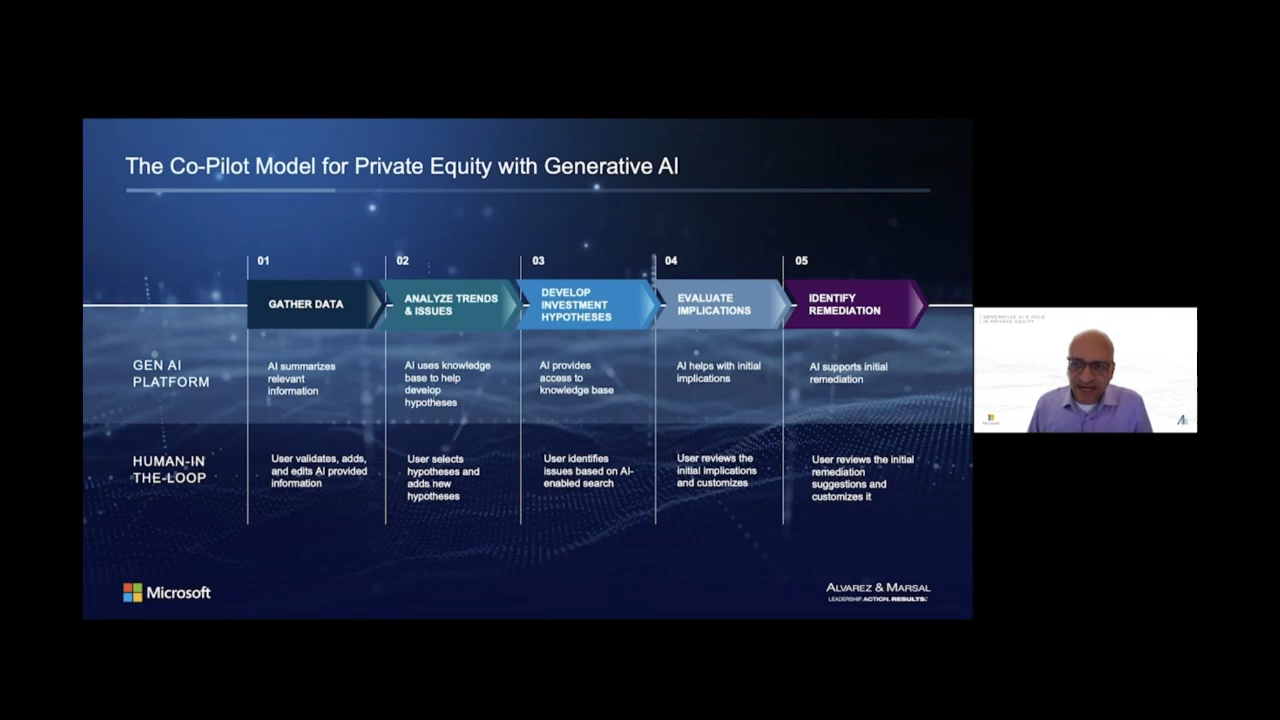 The Co-Pilot Model for Private Equity with Generative AI
01
02
03
04
05
GATHER DATA
ANALYZE TRENDS
& ISSUES
DEVELOP
INVESTMENT
HYPOTHESES
EVALUATE
IMPLICATIONS
IDENTIFY
REMEDIATION
GEN AI
PLATFORM
AI summarizes
relevant
information
AI uses knowledge
base to help
develop
hypotheses
AI provides
access to
knowledge base
AI helps with initial
implications
AI supports initial
remediation
HUMAN-IN
THE-LOOP
User validates, adds,
and edits AI provided
information
User selects
hypotheses and
adds new
hypotheses
User identifies
issues based on AI-
enabled search
User reviews the
initial implications
and customizes
User reviews the initial
remediation
suggestions and
customizes it
Microsoft
ALVAREZ & MARSAL
LEADERSHIP. ACTION. RESULTS.™
GENERATIVE AI'S ROLE
IN PRIVATE EQUITY
Microsoft